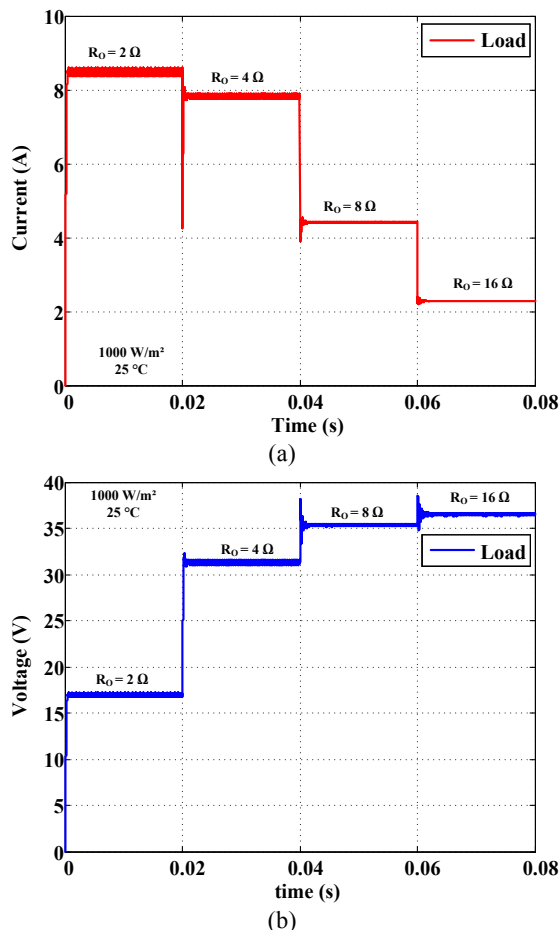 10
Load
R_O = 2 Ω
R_O = 4 Ω
8
Current (A)
6
R_O = 8 Ω
4
R_O = 16 Ω
2
1000 W/m²
25 °C
0
0 0.02 0.04 0.06 0.08
Time (s)
(a)
40
1000 W/m²
25 °C
R_O = 16 Ω
R_O = 8 Ω
35
Load
R_O = 4 Ω
30
25
Voltage (V)
20
R_O = 2 Ω
15
10
5
0
0 0.02 0.04 0.06 0.08
time (s)
(b)